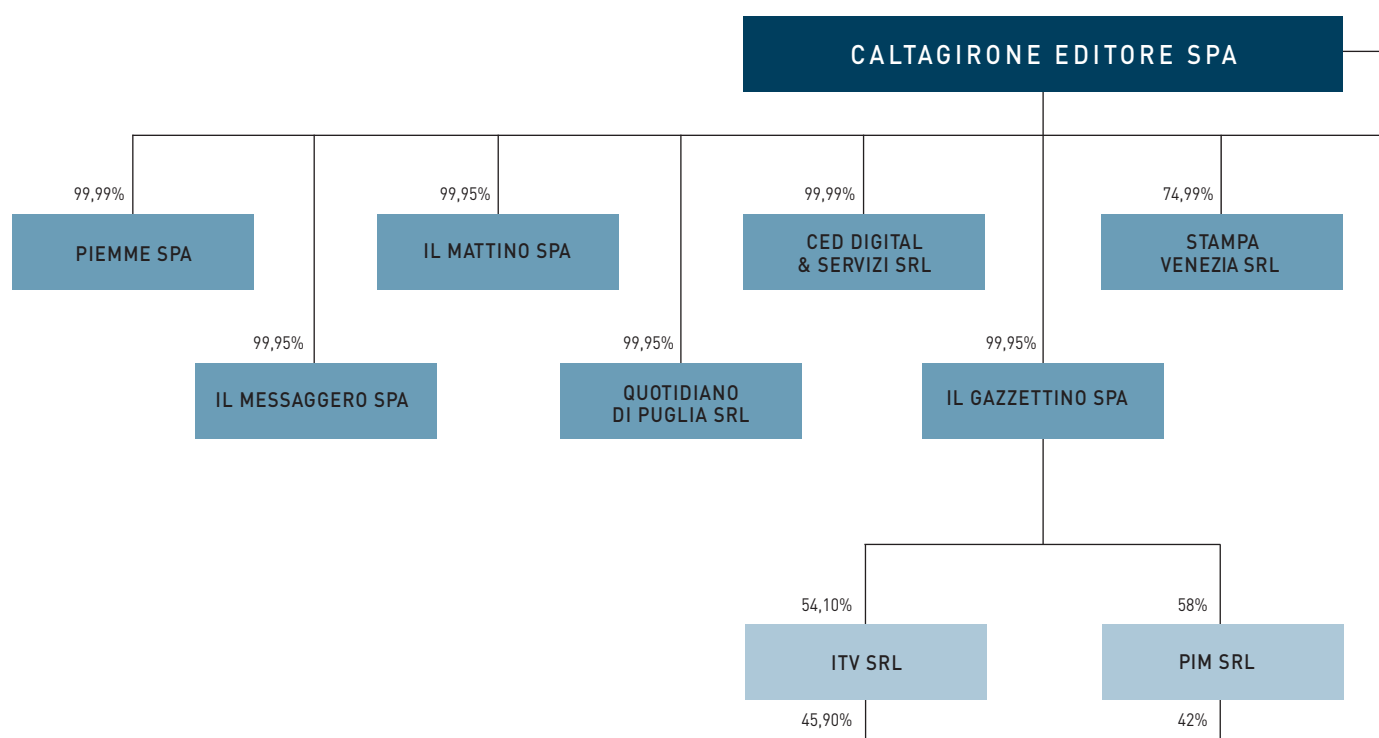 CALTAGIRONE EDITORE SPA
99,99%
99,95%
99,99%
74,99%
PIEMME SPA
IL MATTINO SPA
CED DIGITAL
& SERVIZI SRL
STAMPA
VENEZIA SRL
99,95%
99,95%
99,95%
IL MESSAGGERO SPA
QUOTIDIANO
DI PUGLIA SRL
IL GAZZETTINO SPA
54,10%
58%
ITV SRL
PIM SRL
45,90%
42%